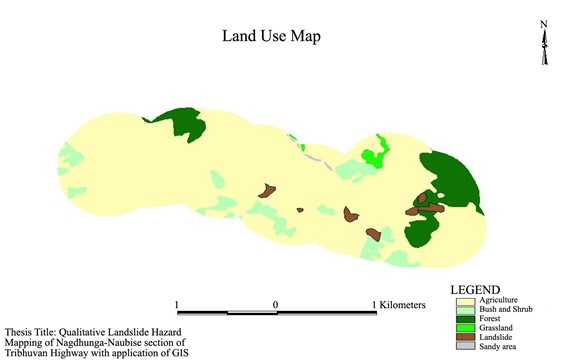 Land Use Map
N
LEGEND
Agriculture
Bush and Shrub
Forest
Grassland
Landslide
Sandy area
1 0 1 Kilometers
Thesis Title: Qualitative Landslide Hazard
Mapping of Nagdhunga-Naubise section of
Tribhuvan Highway with application of GIS